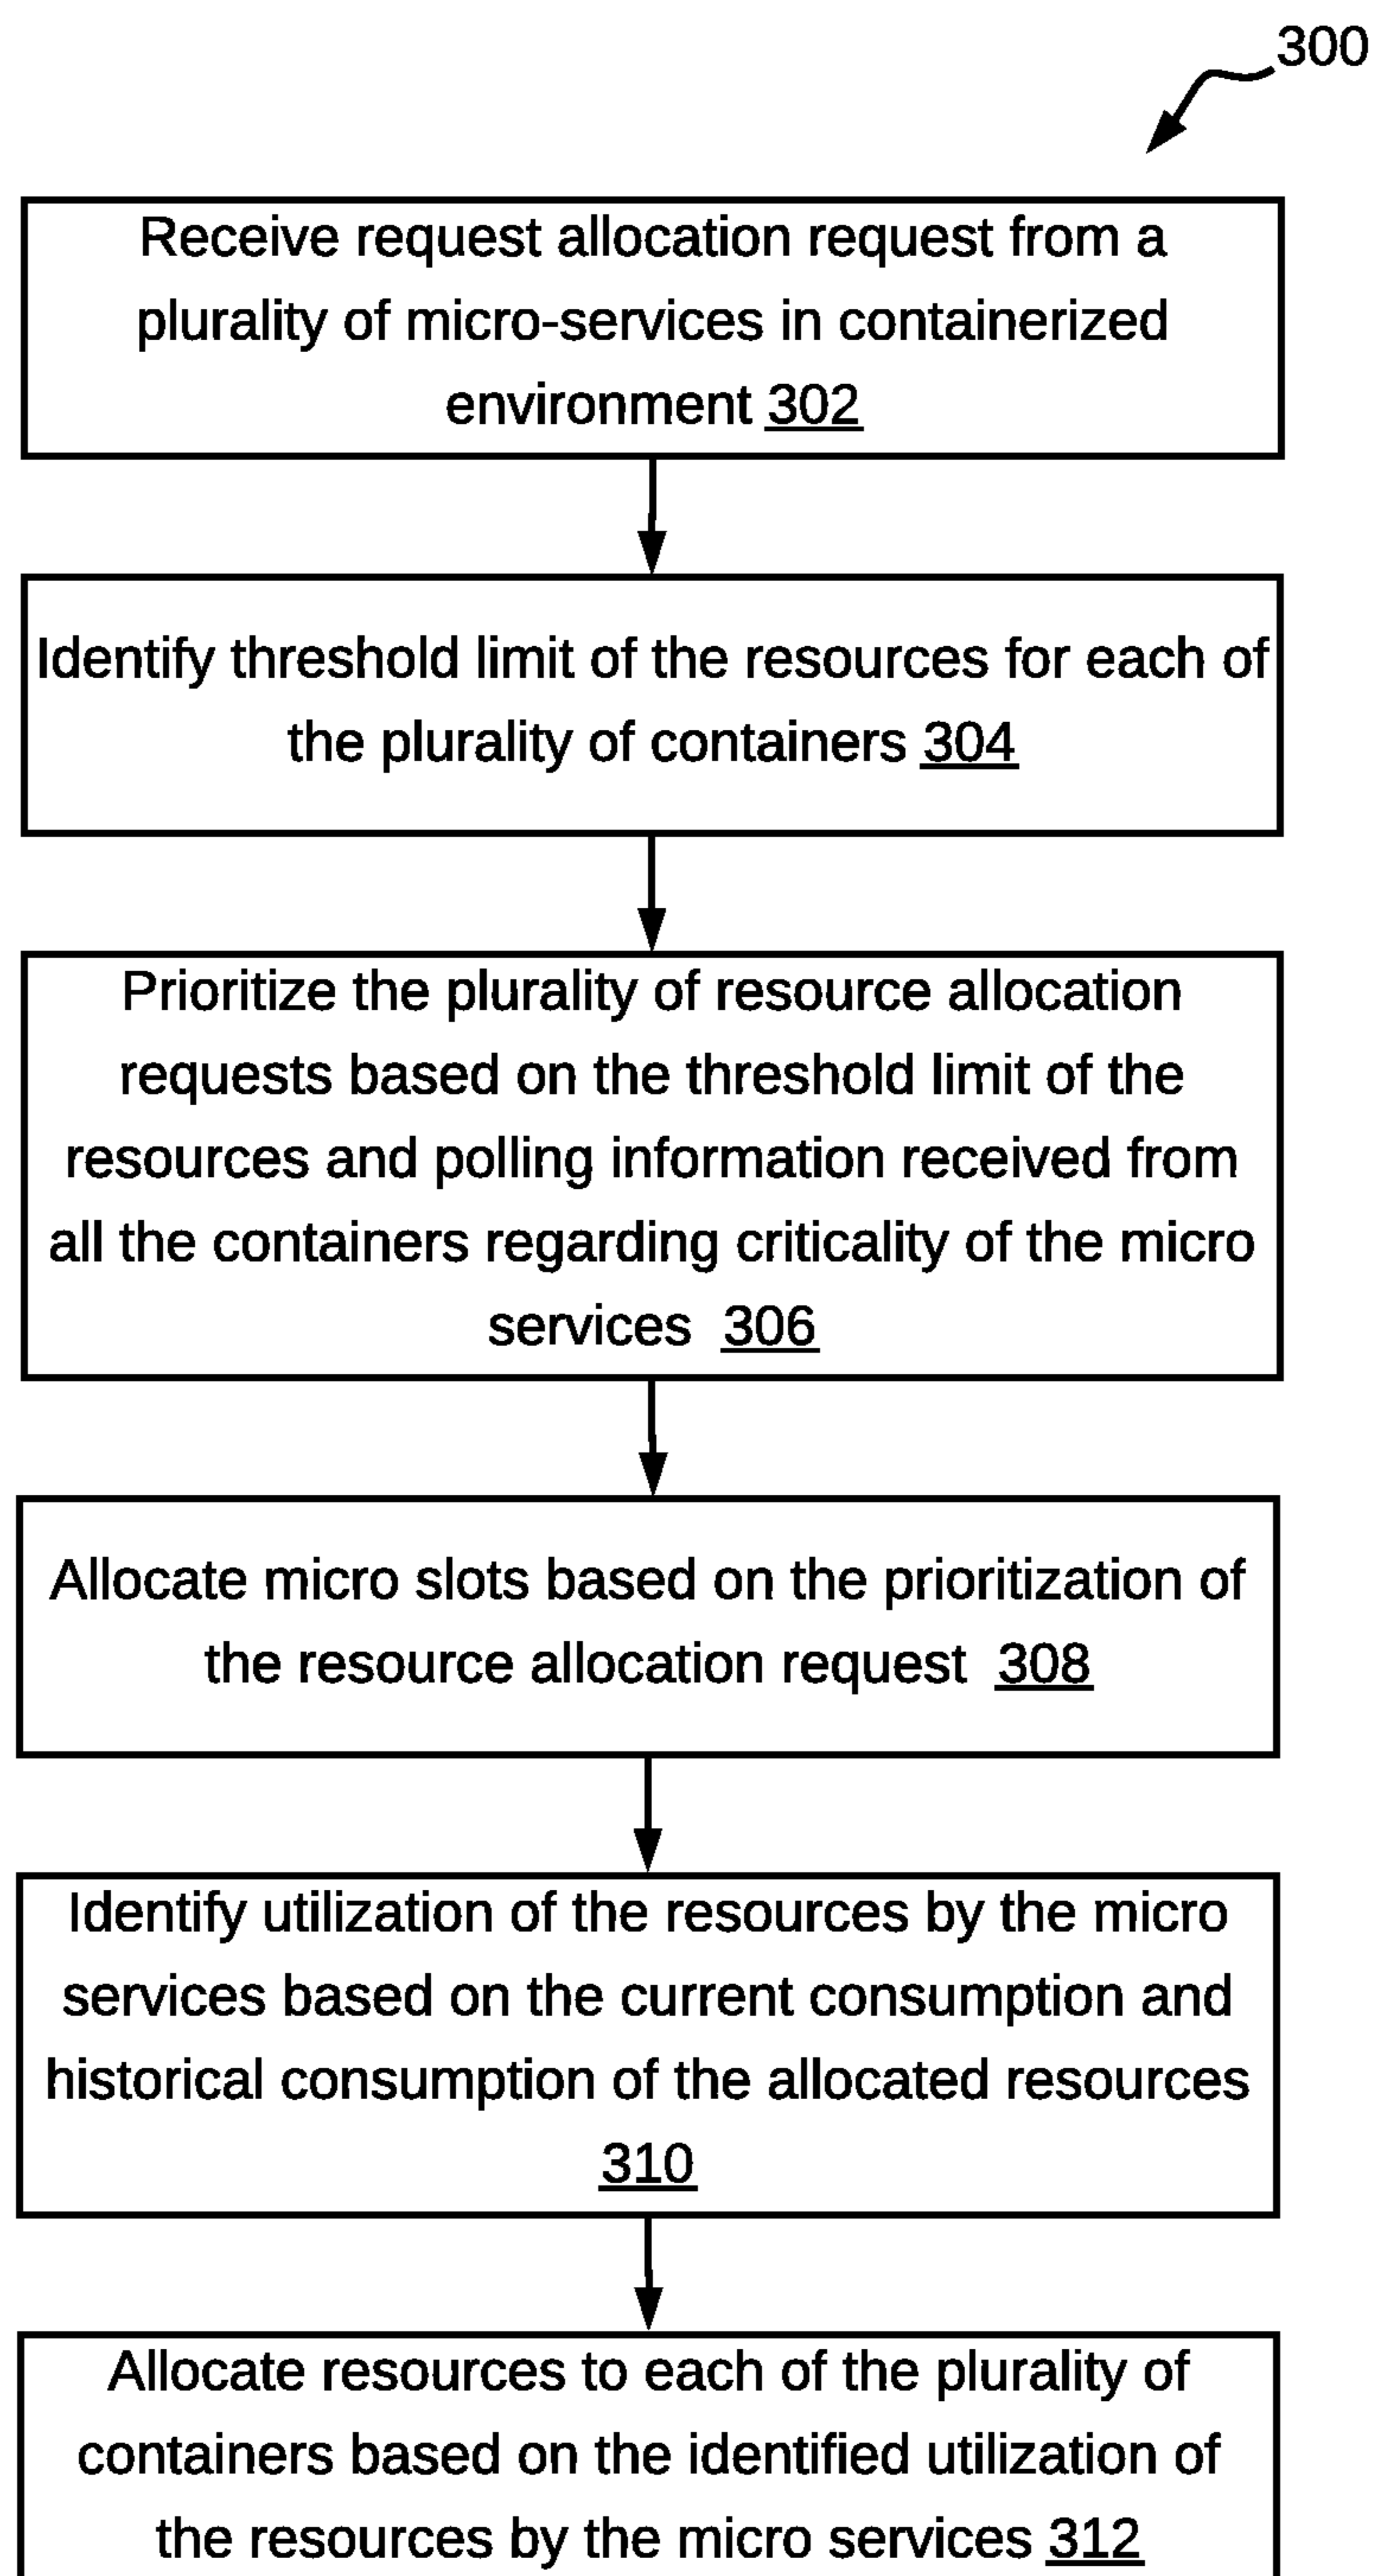 300
Receive request allocation request from a
plurality of micro-services in containerized
environment 302
Identify threshold limit of the resources for each of
the plurality of containers 304
Prioritize the plurality of resource allocation
requests based on the threshold limit of the
resources and polling information received from
all the containers regarding criticality of the micro
services 306
Allocate micro slots based on the prioritization of
the resource allocation request 308
Identify utilization of the resources by the micro
services based on the current consumption and
historical consumption of the allocated resources
310
Allocate resources to each of the plurality of
containers based on the identified utilization of
the resources by the micro services 312